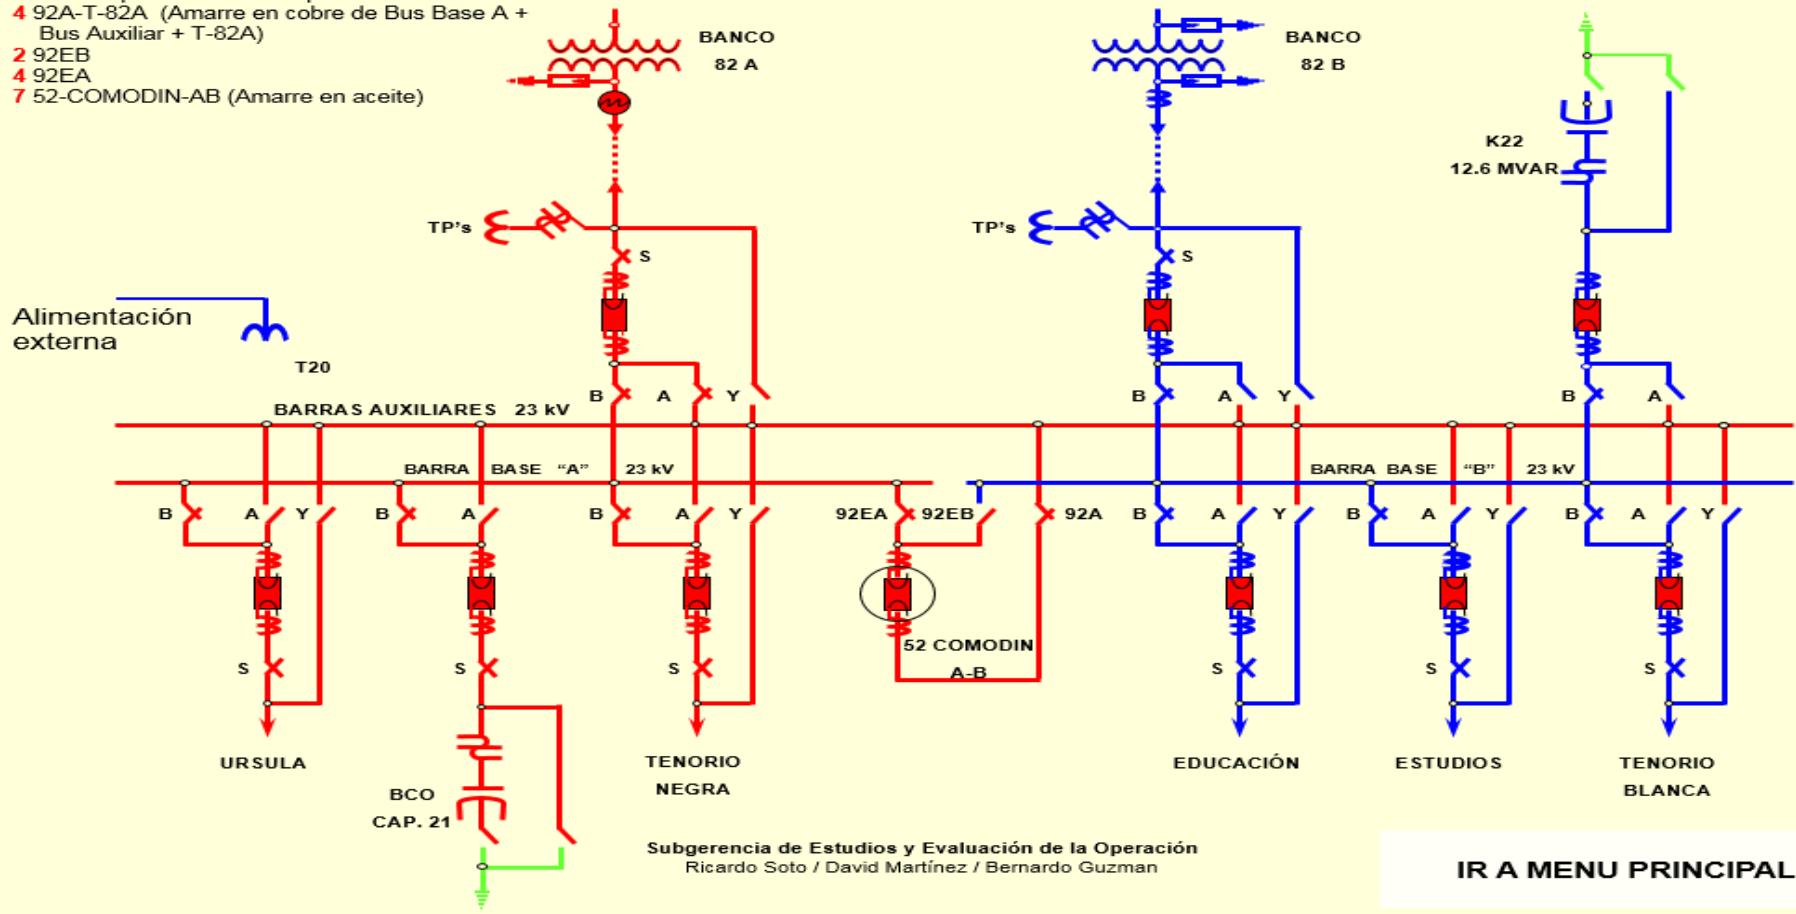 4 92A-T-82A (Amarre en cobre de Bus Base A +
Bus Auxiliar + T-82A)
2 92EB
4 92EA
7 52-COMODIN-AB (Amarre en aceite)
BANCO
82 A
BANCO
82 B
K22
12.6 MVAR
TP's
S
TP's
S
Alimentación
externa
T20
B A Y
B A Y
B A
BARRAS AUXILIARES 23 kV
BARRA BASE "A" 23 kV
BARRA BASE "B" 23 kV
B A Y
B A
B A Y
92EA 92EB 92A
B A Y
B A Y
B A Y
S
S
S
52 COMODIN
A-B
S
S
S
URSULA
BCO
CAP. 21
TENORIO
NEGRA
EDUCACIÓN
ESTUDIOS
TENORIO
BLANCA
Subgerencia de Estudios y Evaluación de la Operación
Ricardo Soto / David Martínez / Bernardo Guzman
IR A MENU PRINCIPAL